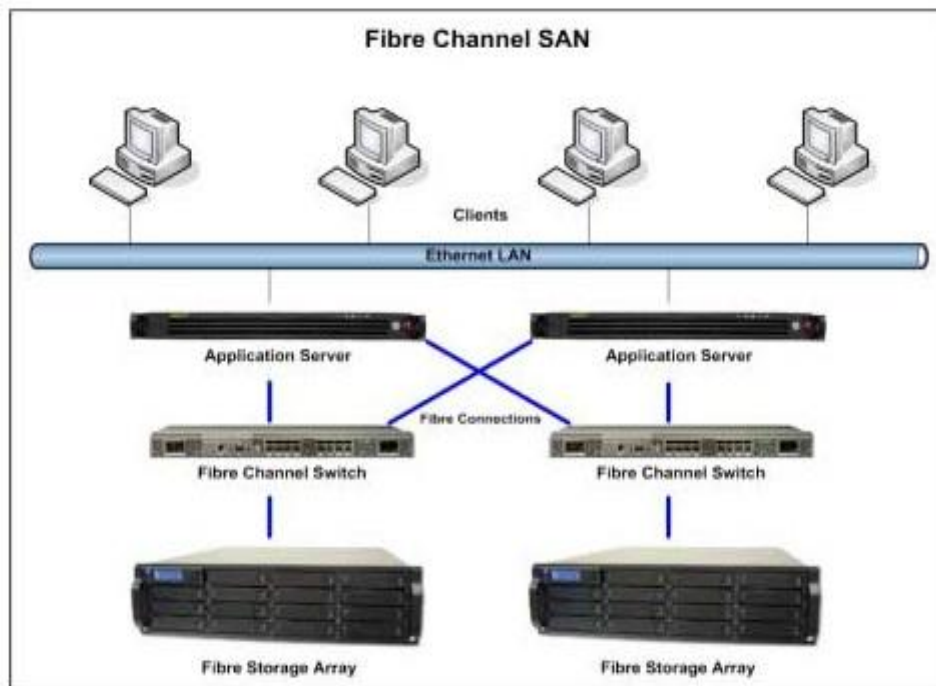 Fibre Channel SAN
Clients
Ethernet LAN
Application Server
Application Server
Fibre Connections
Fibre Channel Switch
Fibre Channel Switch
Fibre Storage Array
Fibre Storage Array